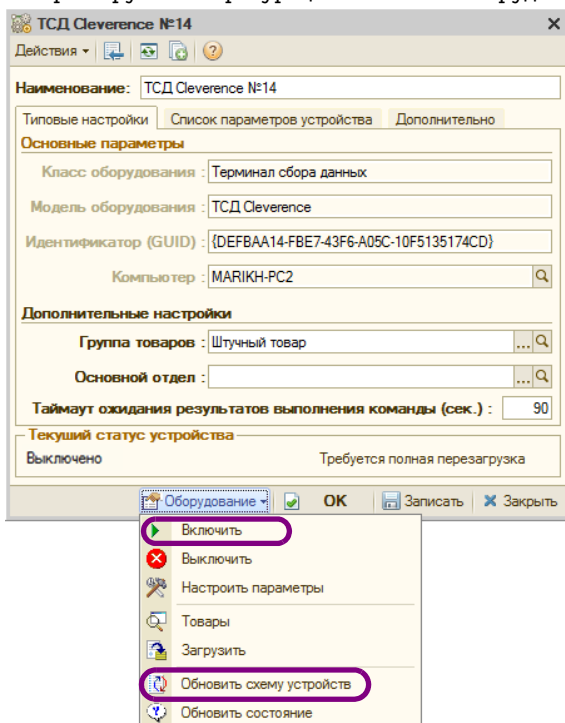 ТСД Cleverence №14
Действия
Наименование: ТСД Cleverence №14
Типовые настройки Список параметров устройства Дополнительно
Основные параметры
Класс оборудования : Терминал сбора данных
Модель оборудования : ТСД Cleverence
Идентификатор (GUID) : {DEFBAA14-FBE7-43F6-A05C-10F5135174CD}
Компьютер : MARIKH-PC2
Дополнительные настройки
Группа товаров : Штучный товар ...
Основной отдел : ...
Таймаут ожидания результатов выполнения команды (сек.) : 90
Текуший статус устройства
Выключено Требуется полная перезагрузка
Оборудование OK Записать Закрыть
Включить
Выключить
Настроить параметры
Товары
Загрузить
Обновить схему устройств
Обновить состояние